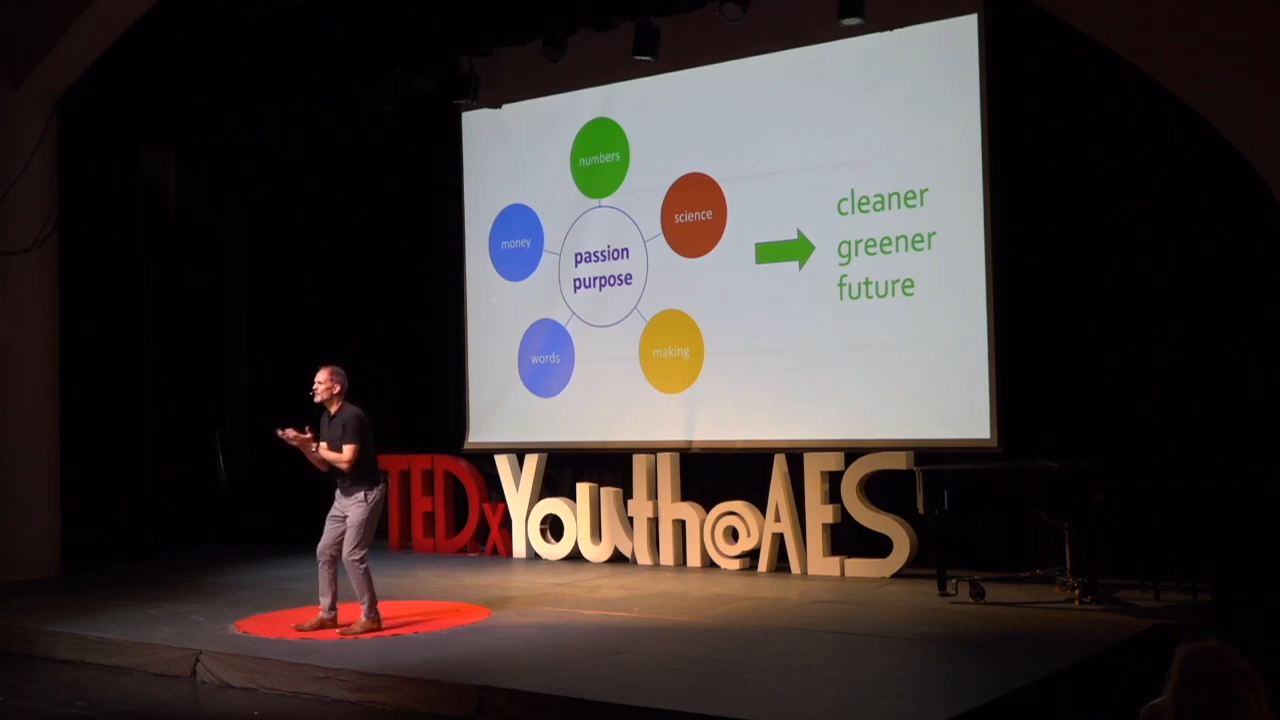 numbers
science
money
passion
purpose
words
making
cleaner
greener
future
TEDxYouth@AES